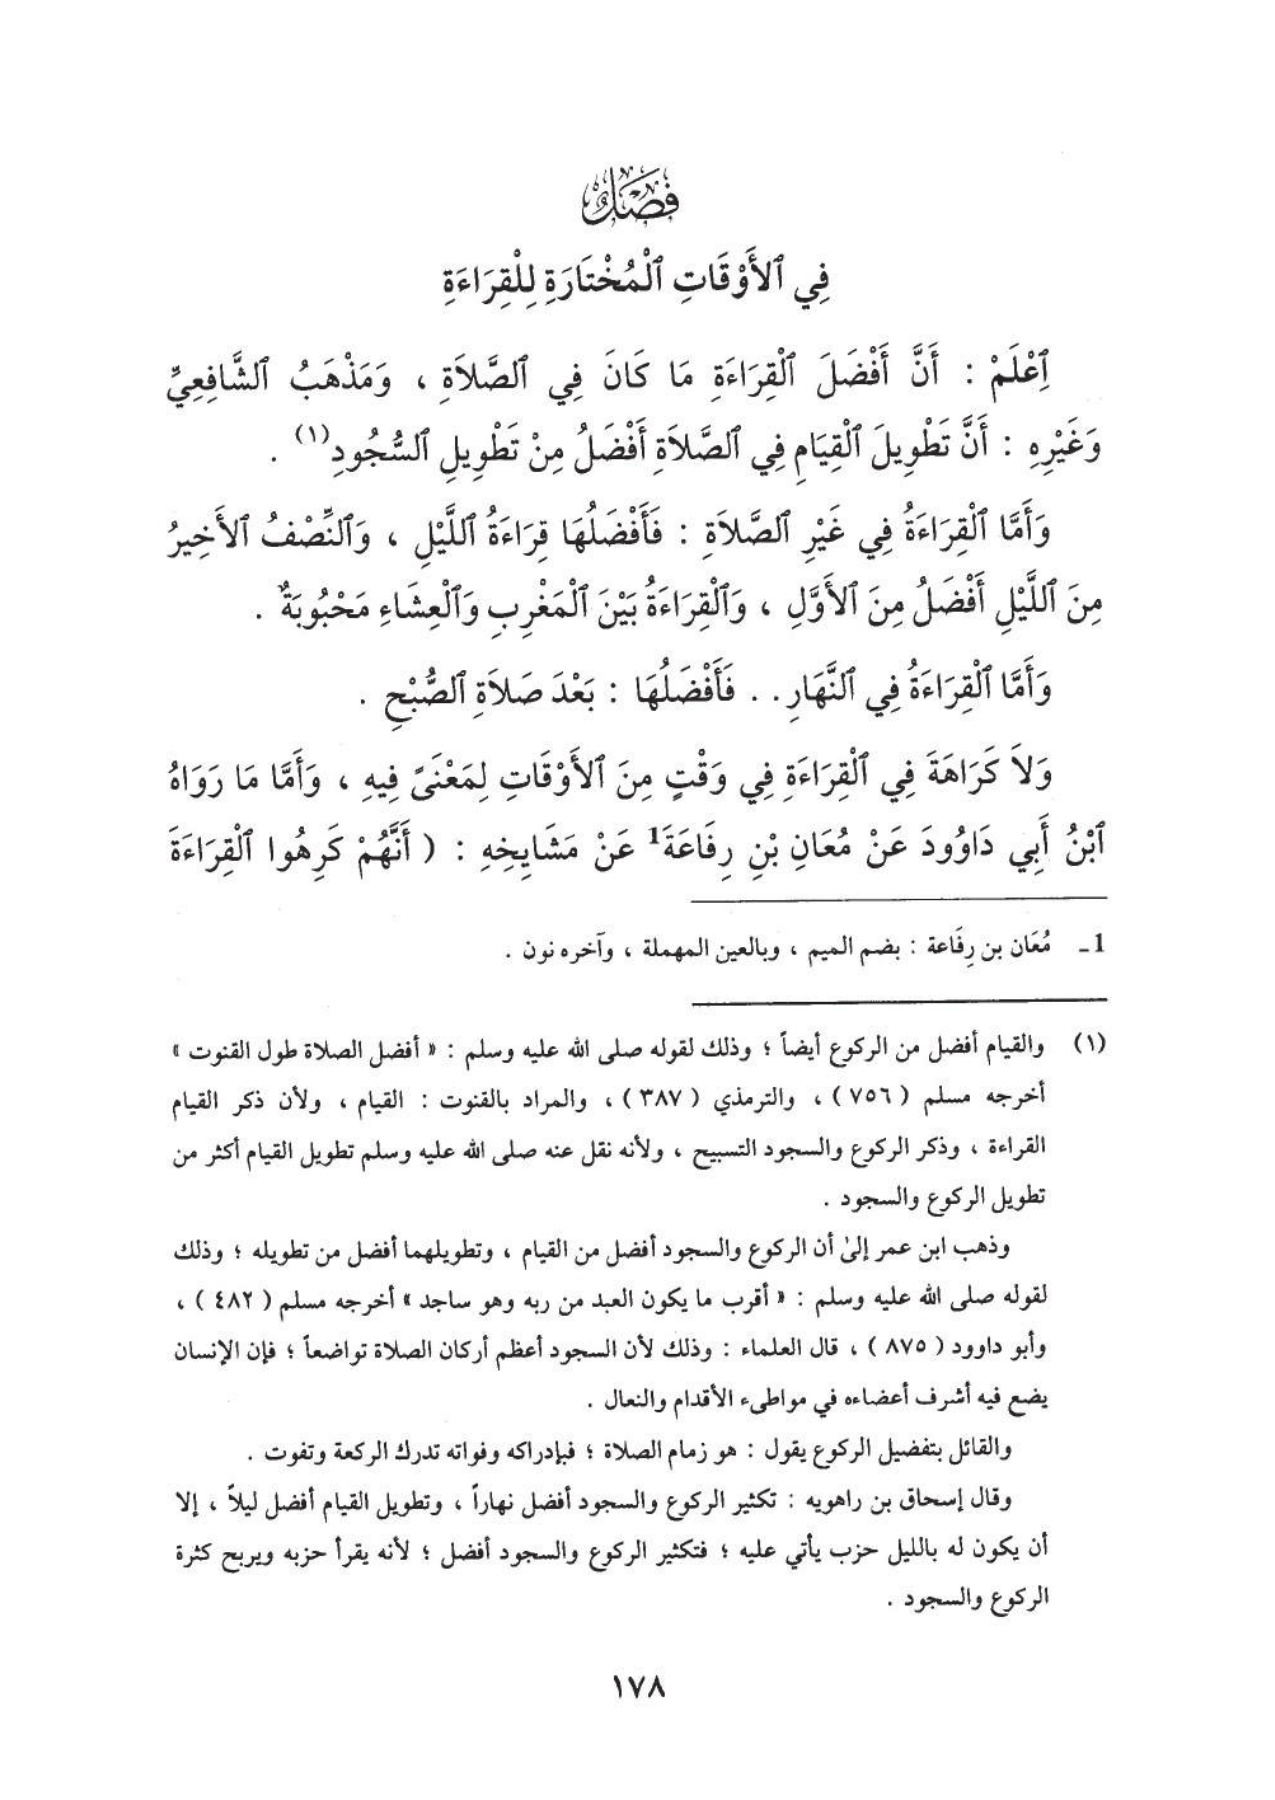 فَصْلٌ
فِي ٱلأَوْقَاتِ ٱلْمُخْتَارَةِ لِلْقِرَاءَةِ
ٱِعْلَمْ : أَنَّ أَفْضَلَ ٱلْقِرَاءَةِ مَا كَانَ فِي ٱلصَّلاَةِ ، وَمَذْهَبُ ٱلشَّافِعِيِّ
وَغَيْرِهِ : أَنَّ تَطْوِيلَ ٱلْقِيَامِ فِي ٱلصَّلاَةِ أَفْضَلُ مِنْ تَطْوِيلِ ٱلسُّجُودِ(١) .
وَأَمَّا ٱلْقِرَاءَةُ فِي غَيْرِ ٱلصَّلاَةِ : فَأَفْضَلُهَا قِرَاءَةُ ٱللَّيْلِ ، وَٱلنِّصْفُ ٱلأَخِيرُ
مِنَ ٱللَّيْلِ أَفْضَلُ مِنَ ٱلأَوَّلِ ، وَٱلْقِرَاءَةُ بَيْنَ ٱلْمَغْرِبِ وَٱلْعِشَاءِ مَحْبُوبَةٌ .
وَأَمَّا ٱلْقِرَاءَةُ فِي ٱلنَّهَارِ . . فَأَفْضَلُهَا : بَعْدَ صَلاَةِ ٱلصُّبْحِ .
وَلاَ كَرَاهَةَ فِي ٱلْقِرَاءَةِ فِي وَقْتٍ مِنَ ٱلأَوْقَاتِ لِمَعْنىً فِيهِ ، وَأَمَّا مَا رَوَاهُ
ٱبْنُ أَبِي دَاوُودَ عَنْ مُعَانِ بْنِ رِفَاعَةَ1 عَنْ مَشَايِخِهِ : ( أَنَّهُمْ كَرِهُوا ٱلْقِرَاءَةَ
1ـ مُعَان بن رِفَاعة : بضم الميم ، وبالعين المهملة ، وآخره نون .
(١) والقيام أفضل من الركوع أيضاً ؛ وذلك لقوله صلى الله عليه وسلم : « أفضل الصلاة طول القنوت »
أخرجه مسلم ( ٧٥٦ ) ، والترمذي ( ٣٨٧ ) ، والمراد بالقنوت : القيام ، ولأن ذكر القيام
القراءة ، وذكر الركوع والسجود التسبيح ، ولأنه نقل عنه صلى الله عليه وسلم تطويل القيام أكثر من
تطويل الركوع والسجود .
وذهب ابن عمر إلىٰ أن الركوع والسجود أفضل من القيام ، وتطويلهما أفضل من تطويله ؛ وذلك
لقوله صلى الله عليه وسلم : « أقرب ما يكون العبد من ربه وهو ساجد » أخرجه مسلم ( ٤٨٢ ) ،
وأبو داوود ( ٨٧٥ ) ، قال العلماء : وذلك لأن السجود أعظم أركان الصلاة تواضعاً ؛ فإن الإنسان
يضع فيه أشرف أعضاءه في مواطىء الأقدام والنعال .
والقائل بتفضيل الركوع يقول : هو زمام الصلاة ؛ فبإدراكه وفواته تدرك الركعة وتفوت .
وقال إسحاق بن راهويه : تكثير الركوع والسجود أفضل نهاراً ، وتطويل القيام أفضل ليلاً ، إلا
أن يكون له بالليل حزب يأتي عليه ؛ فتكثير الركوع والسجود أفضل ؛ لأنه يقرأ حزبه ويربح كثرة
الركوع والسجود .
١٧٨